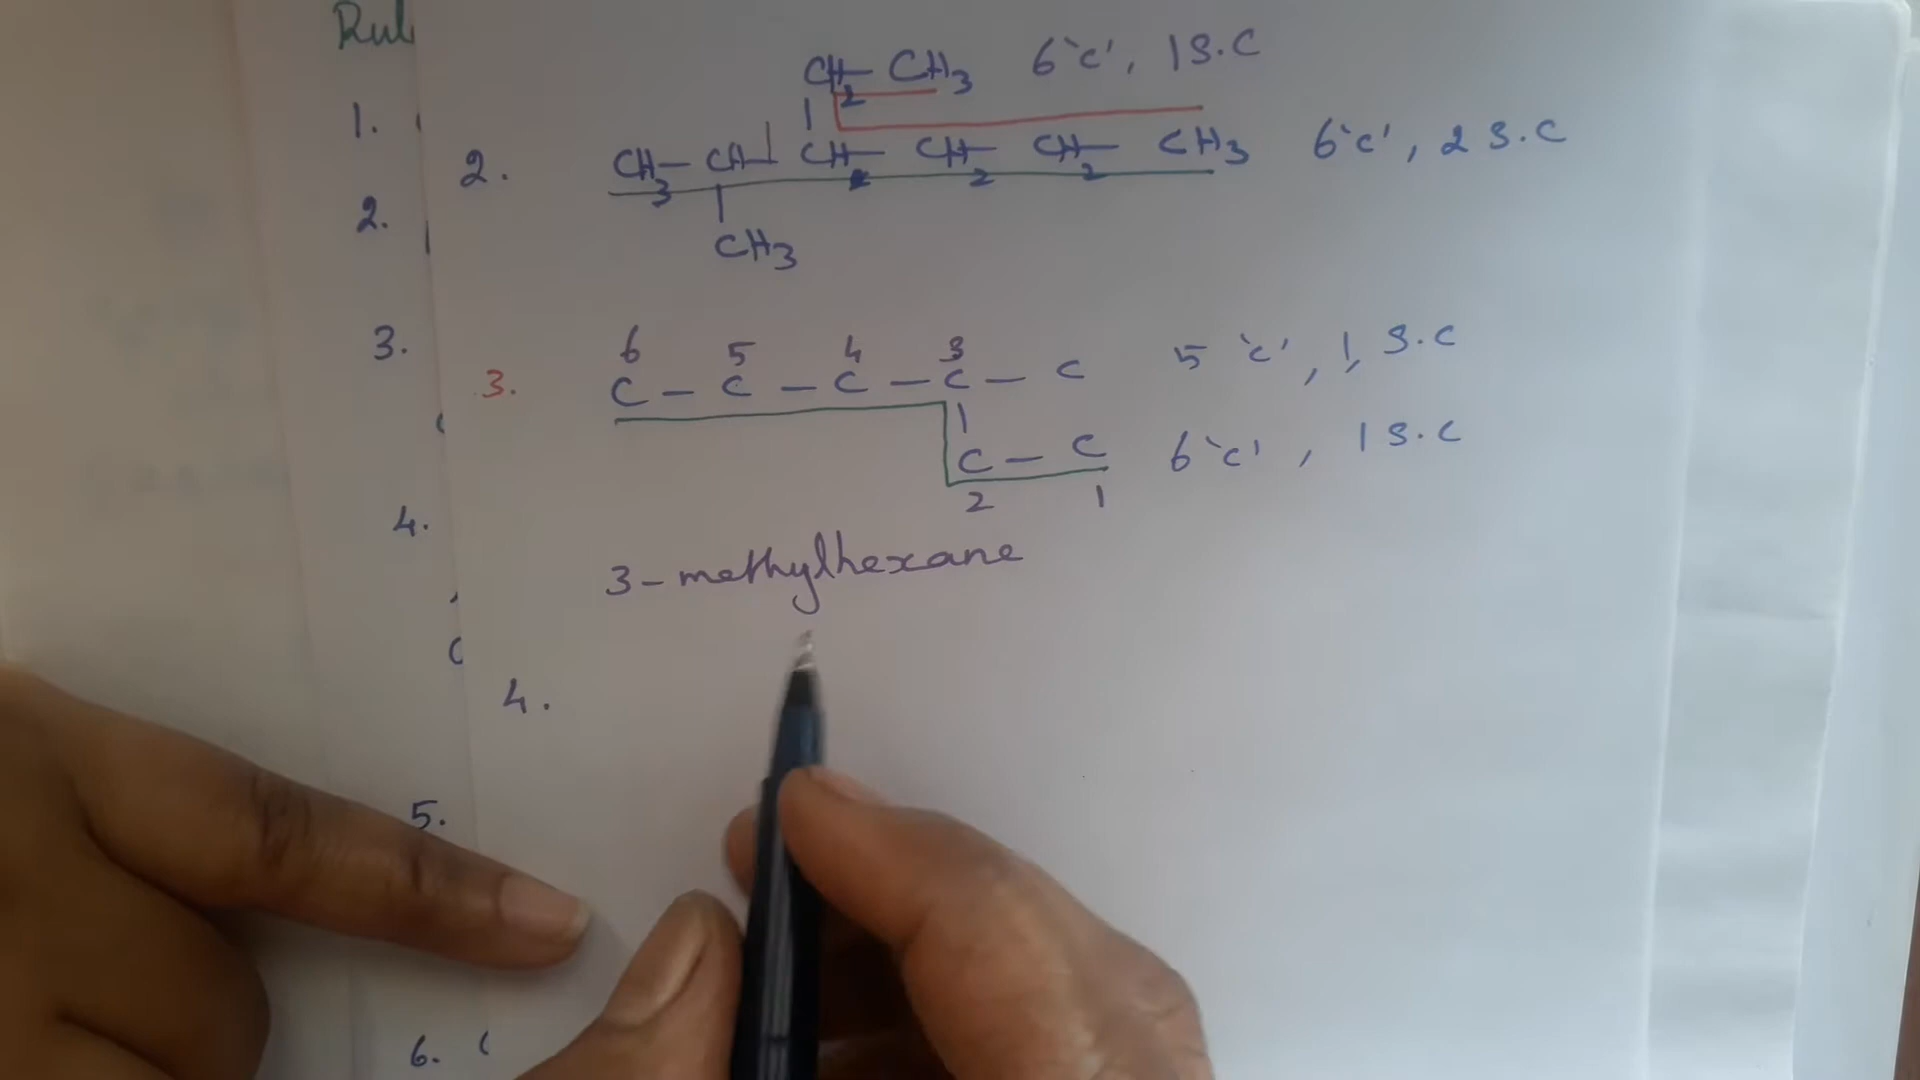 Rul
1.
2.
3.
4.
5.
6.
CH2 - CH3 6 'c', 1 S.C
2. CH3 - CH - CH - CH2 - CH2 - CH3 6 'c', 2 S.C
CH3
6 5 4 3
3. C - C - C - C - C 5 'c', 1 S.C
C - C 6 'c', 1 S.C
2 1
3-methylhexane
4.